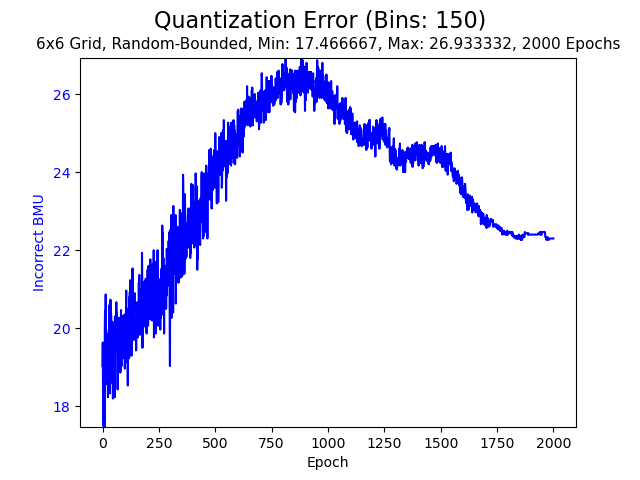 Quantization Error (Bins: 150)
6x6 Grid, Random-Bounded, Min: 17.466667, Max: 26.933332, 2000 Epochs
26
24
22
20
18
Incorrect BMU
0 250 500 750 1000 1250 1500 1750 2000
Epoch